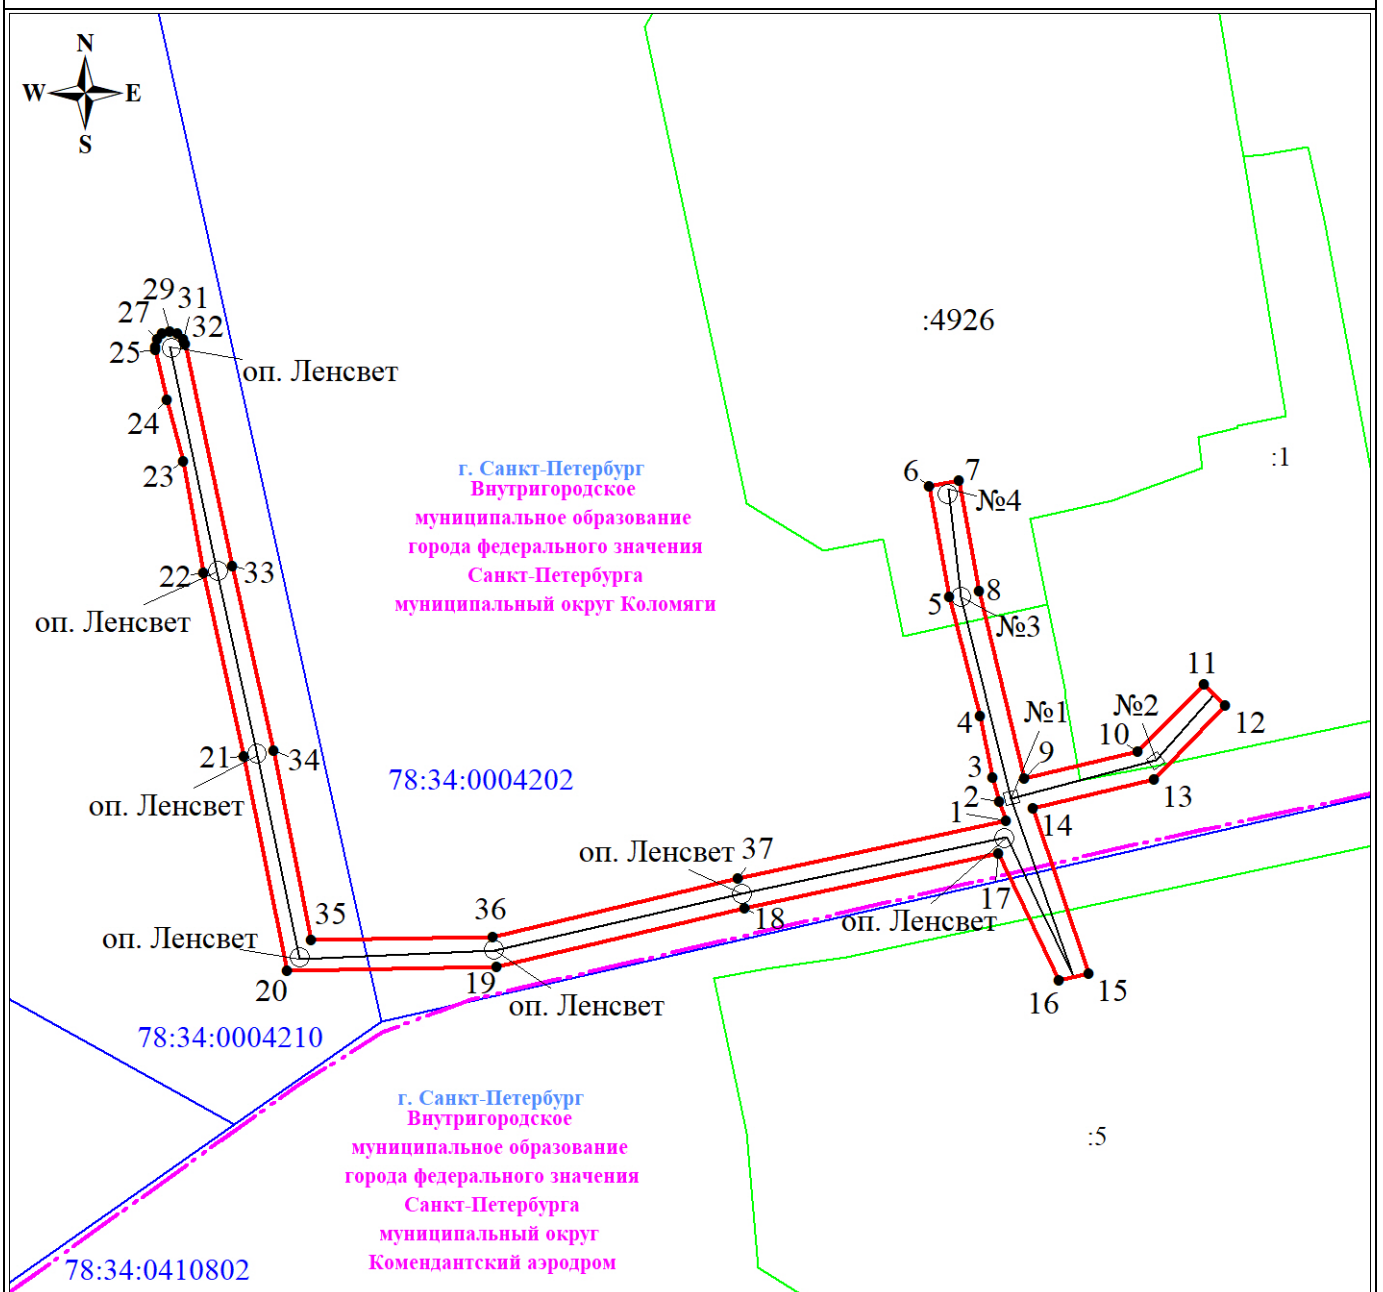 N
W
E
S
29
31
27
32
25
оп. Ленсвет
24
23
:4926
:1
г. Санкт-Петербург
Внутригородское
муниципальное образование
города федерального значения
Санкт-Петербурга
муниципальный округ Коломяги
6
7
№4
22
33
5
8
оп. Ленсвет
№3
11
4
№1
№2
12
10
21
34
3
9
78:34:0004202
оп. Ленсвет
2
13
1
14
оп. Ленсвет
37
17
18
оп. Ленсвет
35
36
оп. Ленсвет
20
19
16
15
оп. Ленсвет
78:34:0004210
г. Санкт-Петербург
Внутригородское
муниципальное образование
города федерального значения
Санкт-Петербурга
муниципальный округ
Комендантский аэродром
:5
78:34:0410802